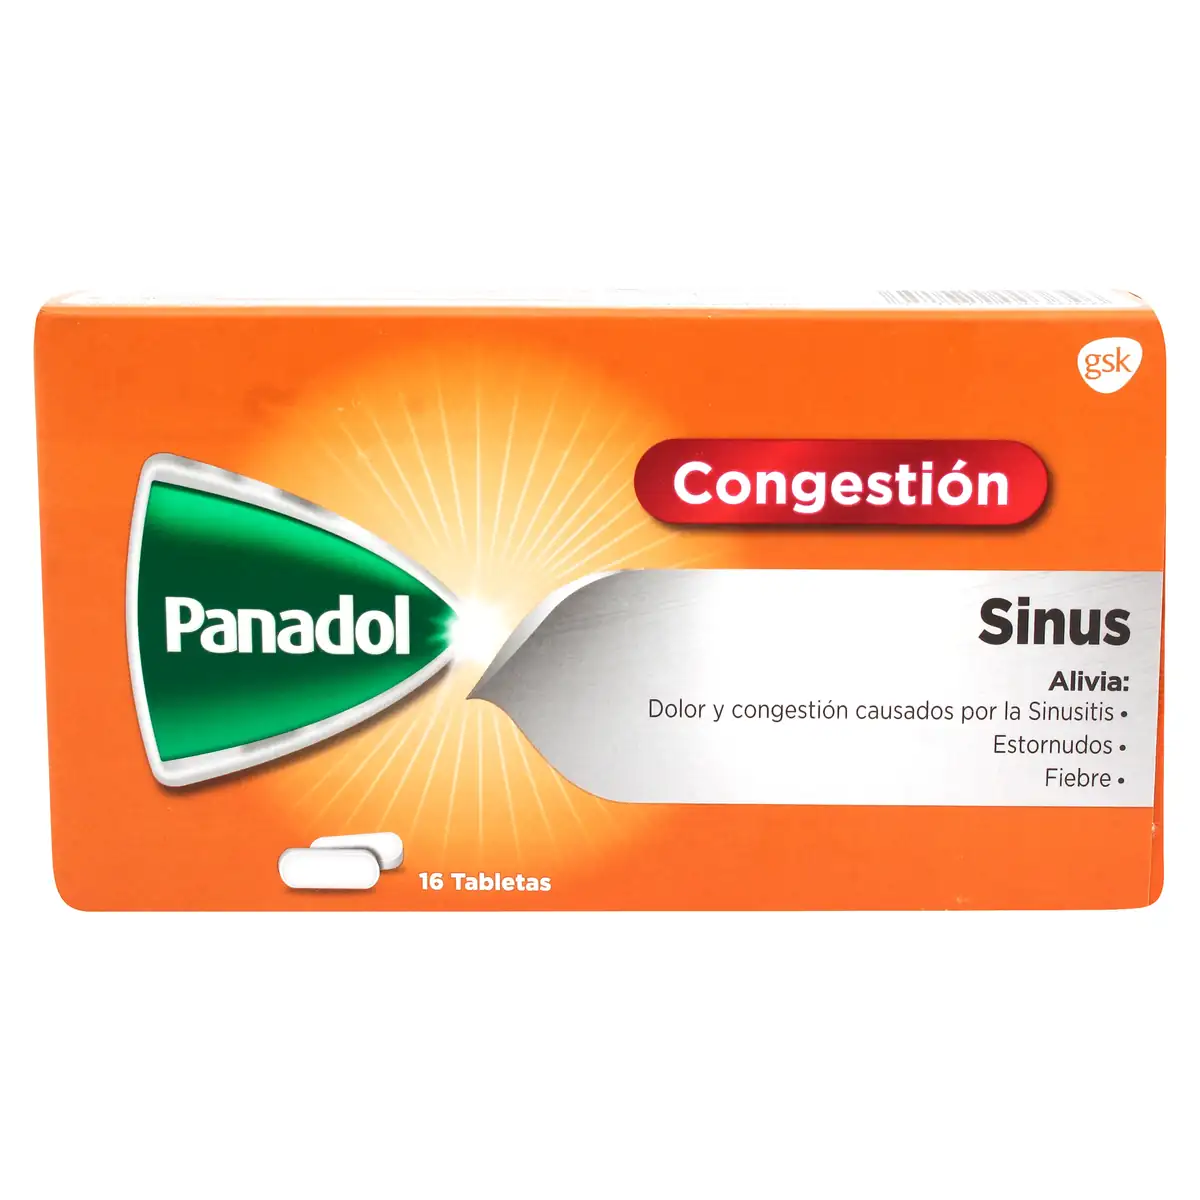 gsk
Congestión
Panadol
Sinus
Alivia:
Dolor y congestión causados por la Sinusitis •
Estornudos •
Fiebre •
16 Tabletas